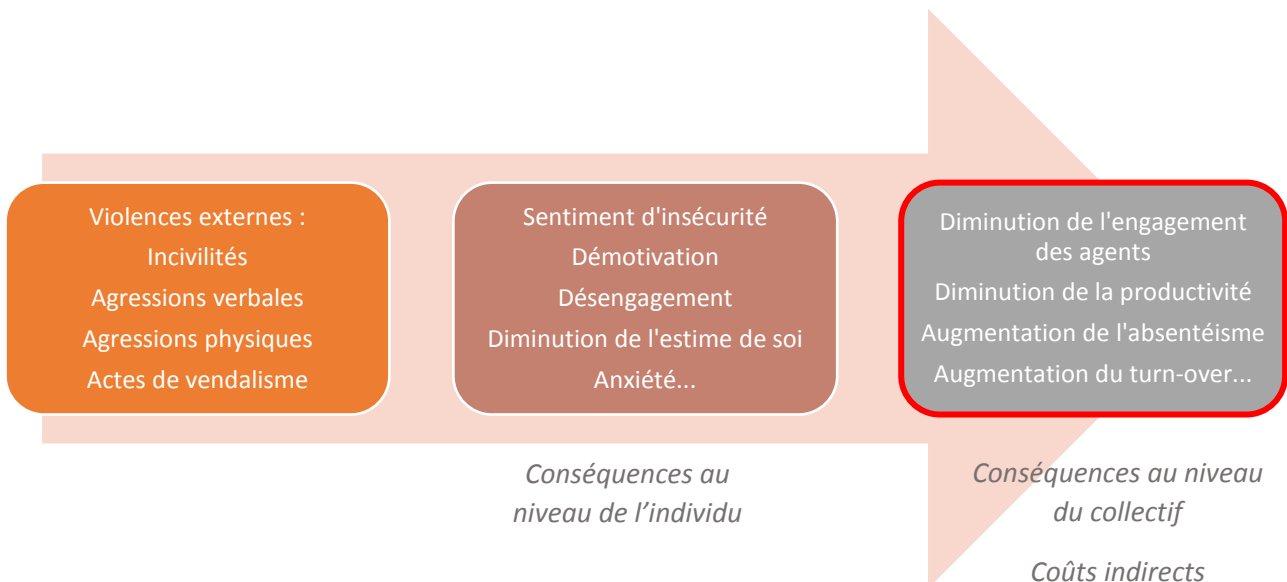 Violences externes :
Incivilités
Agressions verbales
Agressions physiques
Actes de vendalisme
Sentiment d'insécurité
Démotivation
Désengagement
Diminution de l'estime de soi
Anxiété...
Diminution de l'engagement
des agents
Diminution de la productivité
Augmentation de l'absentéisme
Augmentation du turn-over...
Conséquences au
niveau de l’individu
Conséquences au niveau
du collectif
Coûts indirects